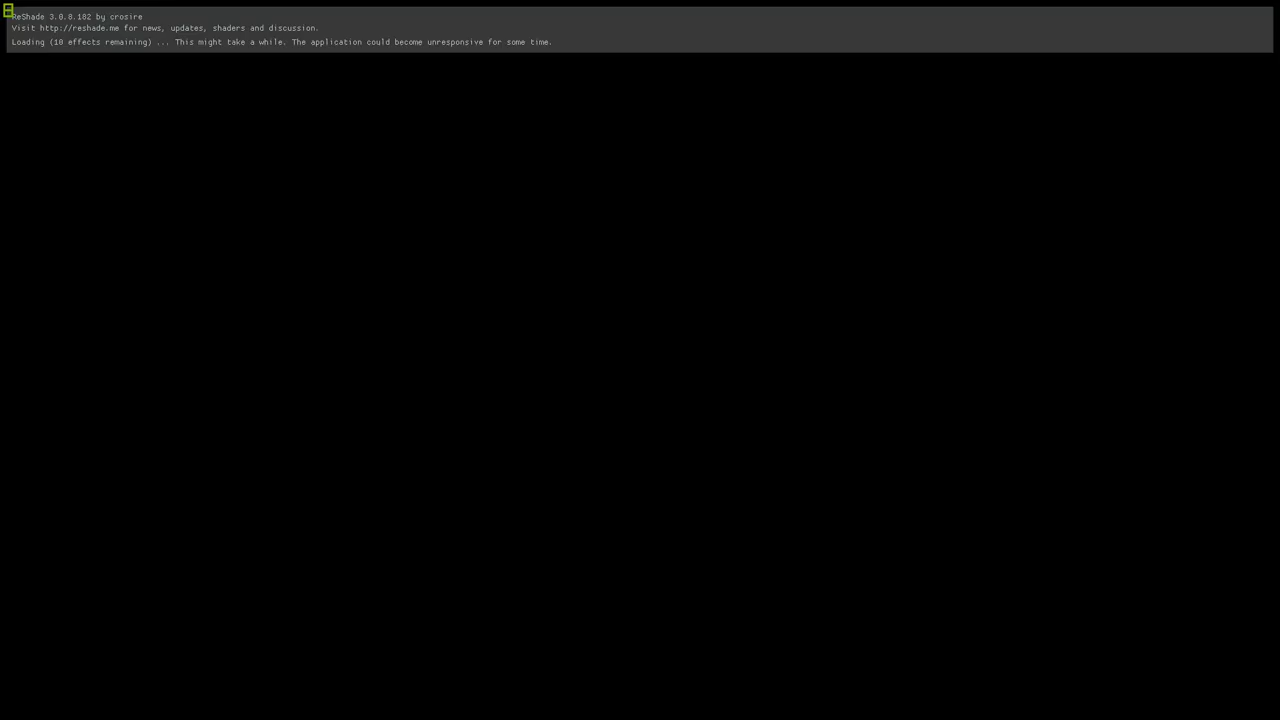 ReShade 3.0.8.182 by crosire
Visit http://reshade.me for news, updates, shaders and discussion.
Loading (10 effects remaining) ... This might take a while. The application could become unresponsive for some time.